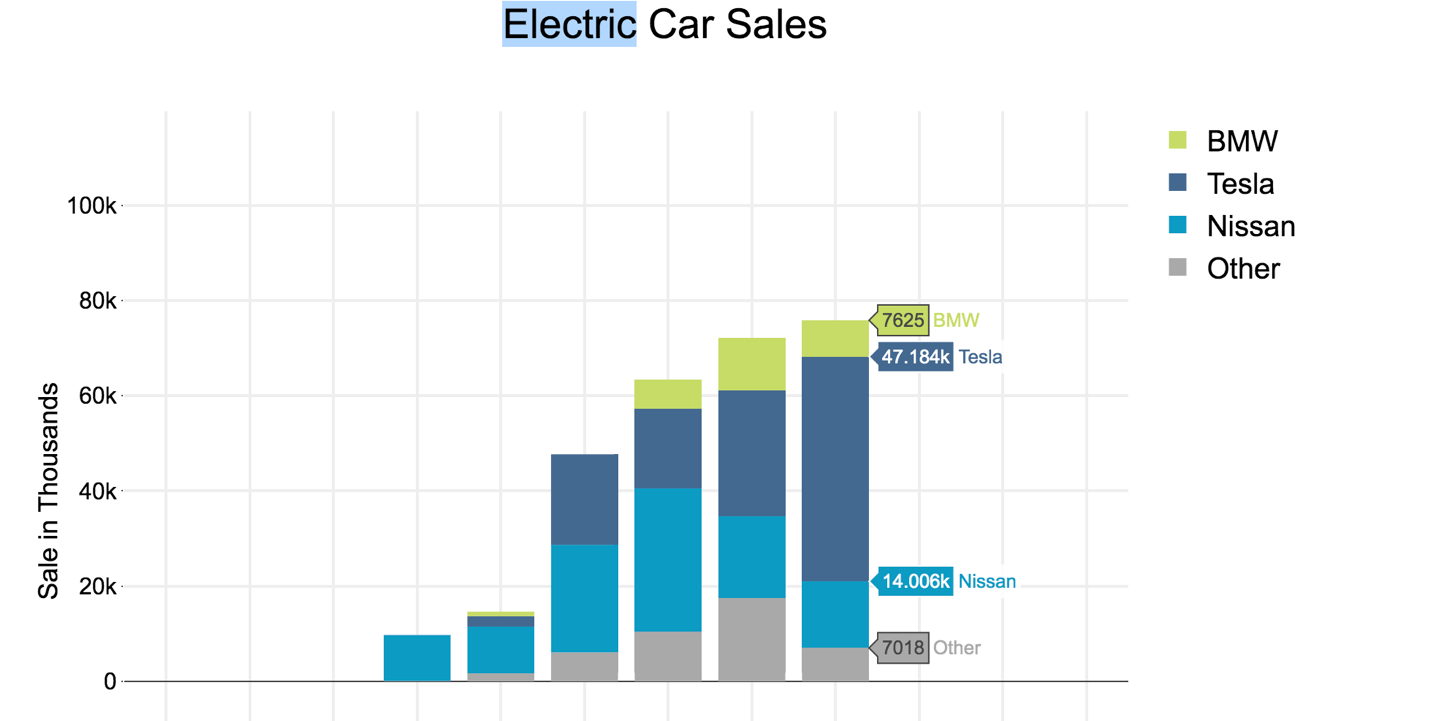 Electric Car Sales
BMW
Tesla
Nissan
Other
Sale in Thousands
100k
80k
60k
40k
20k
0
7625 BMW
47.184k Tesla
14.006k Nissan
7018 Other